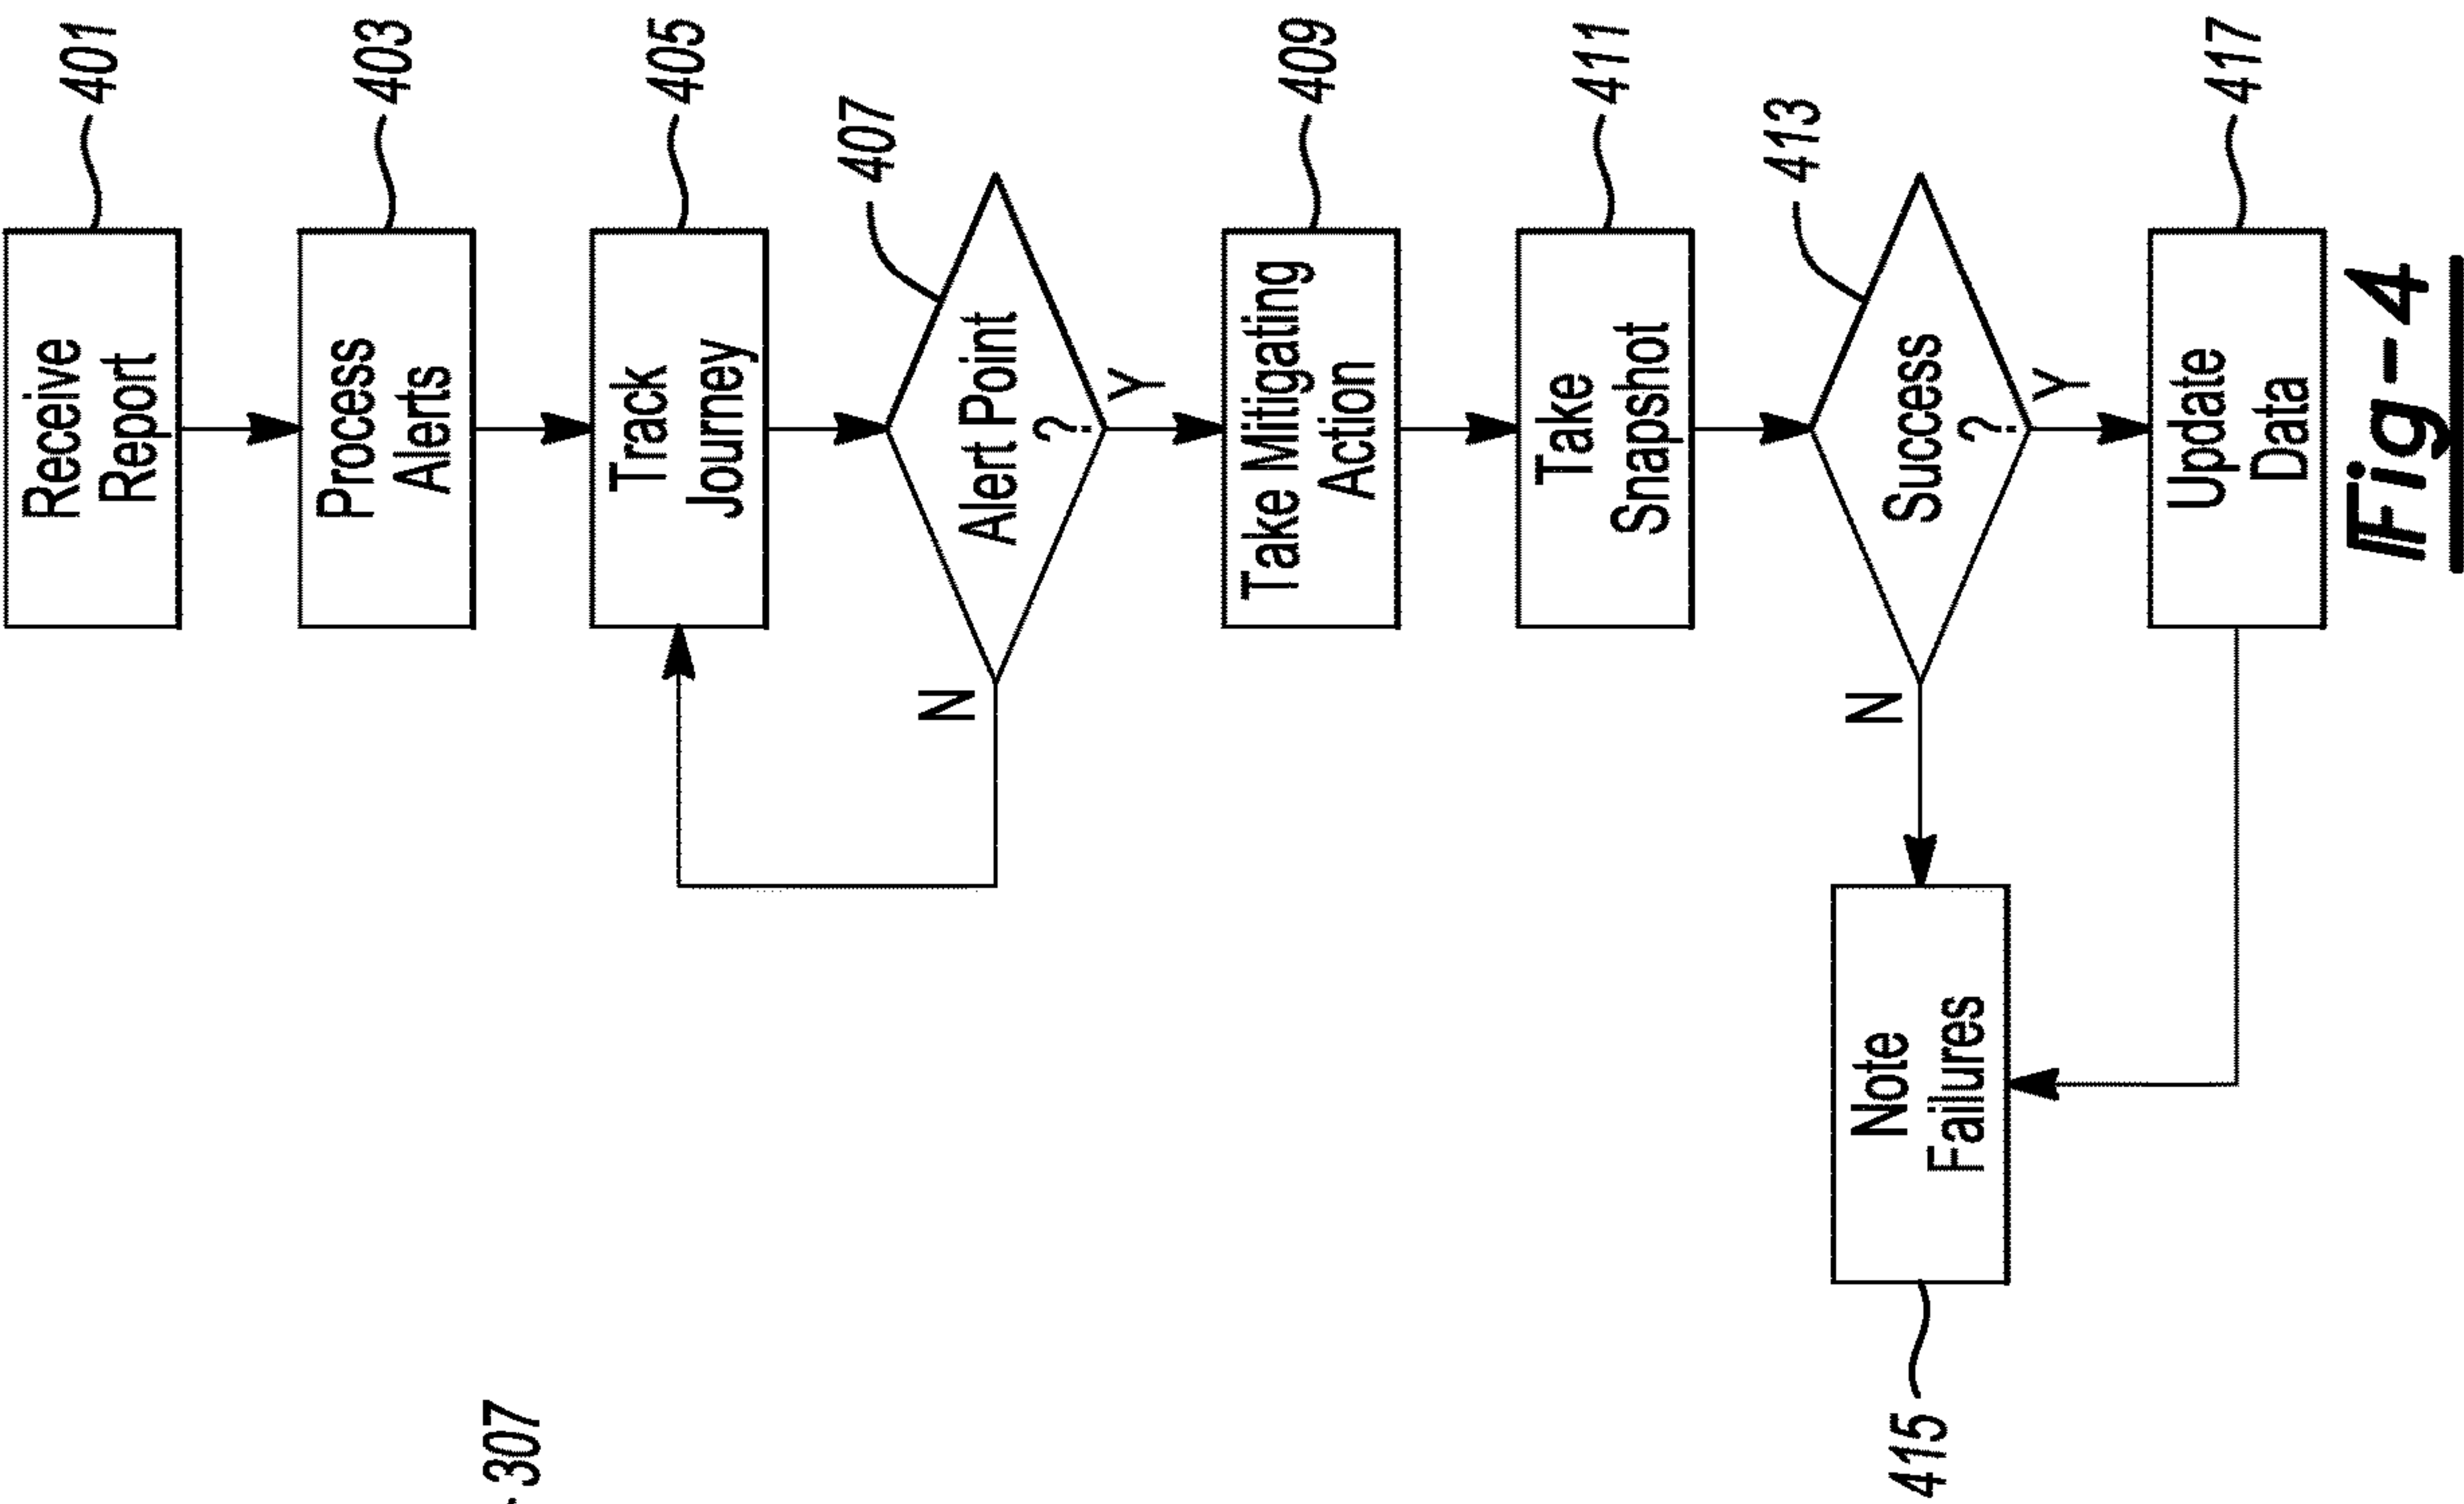 Receive
Report
401
Process
Alerts
403
Track
Journey
405
407
Alert Point
?
N
Y
Take Mitigating
Action
409
Take
Snapshot
411
413
Success
?
N
Y
Note
Failures
415
Update
Data
417
Fig-4
307